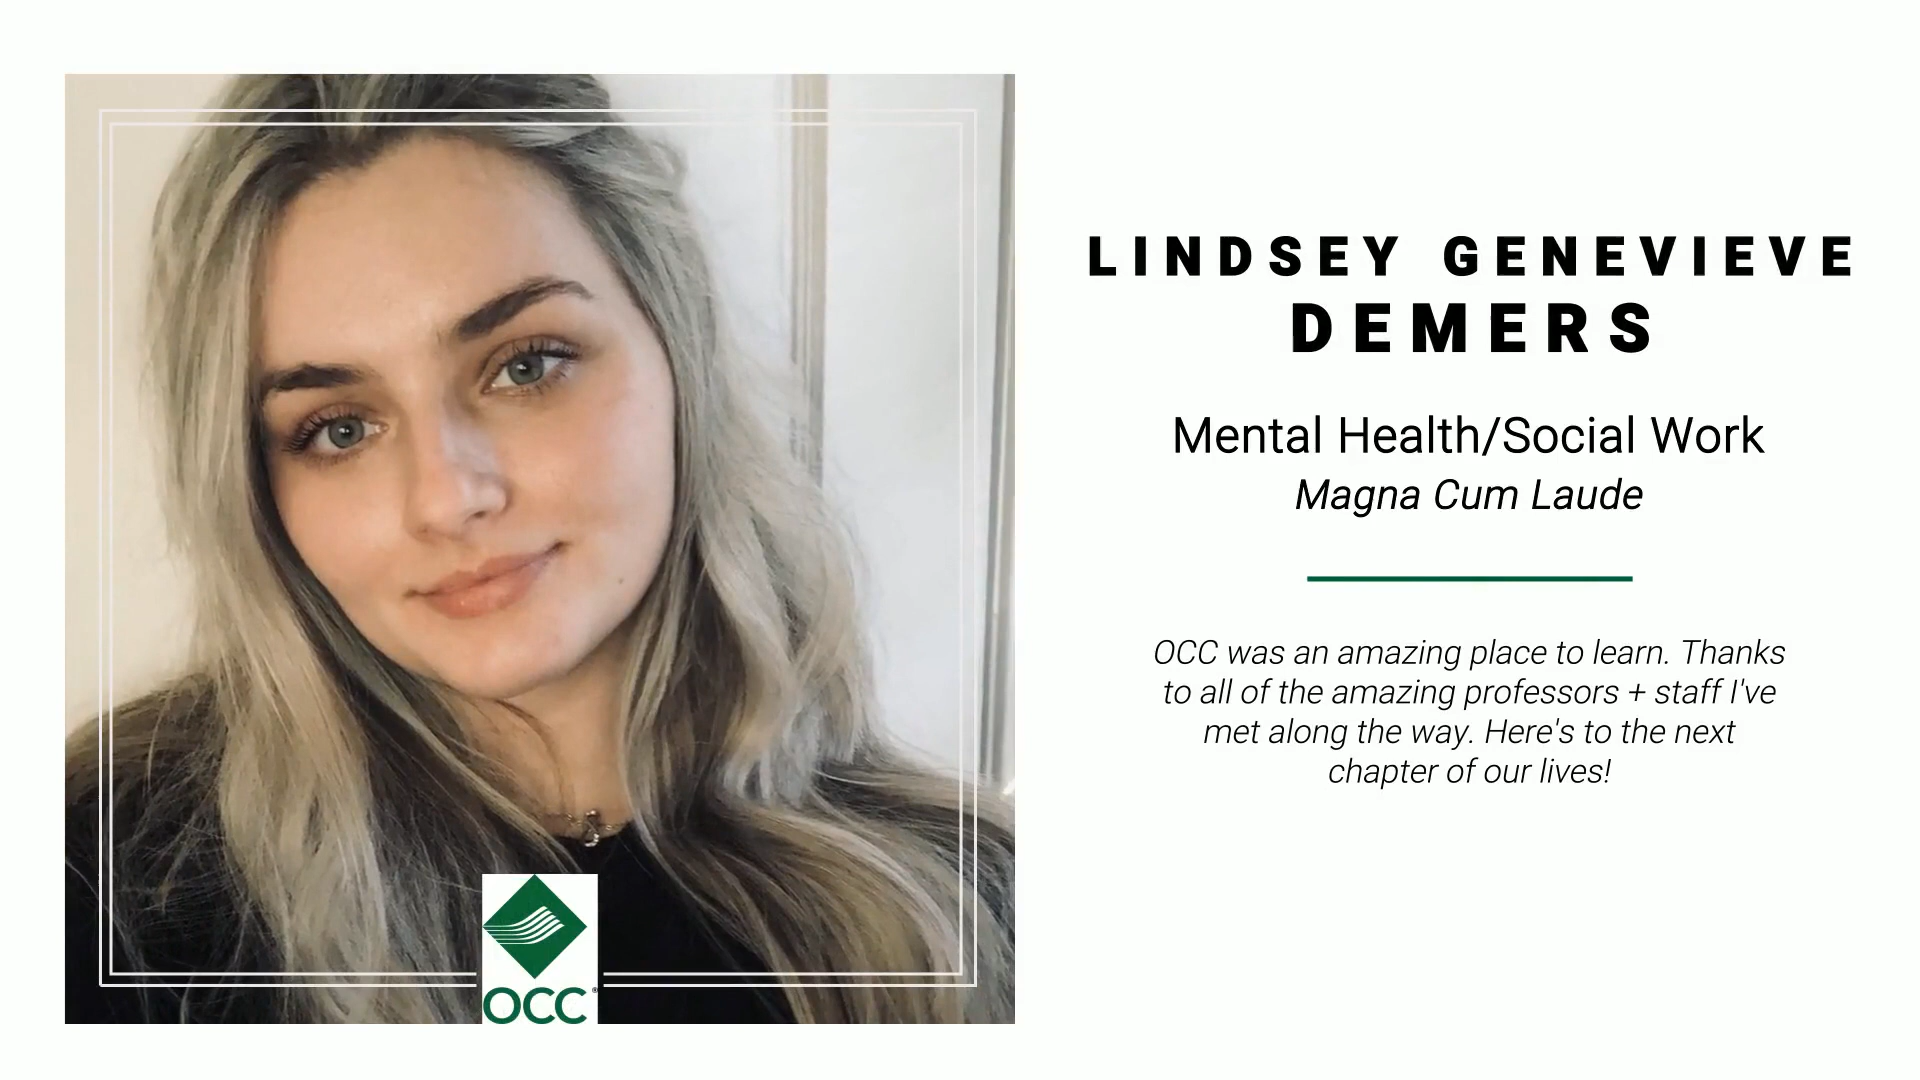 LINDSEY GENEVIEVE
DEMERS
Mental Health/Social Work
Magna Cum Laude
OCC was an amazing place to learn. Thanks
to all of the amazing professors + staff I've
met along the way. Here's to the next
chapter of our lives!
OCC®